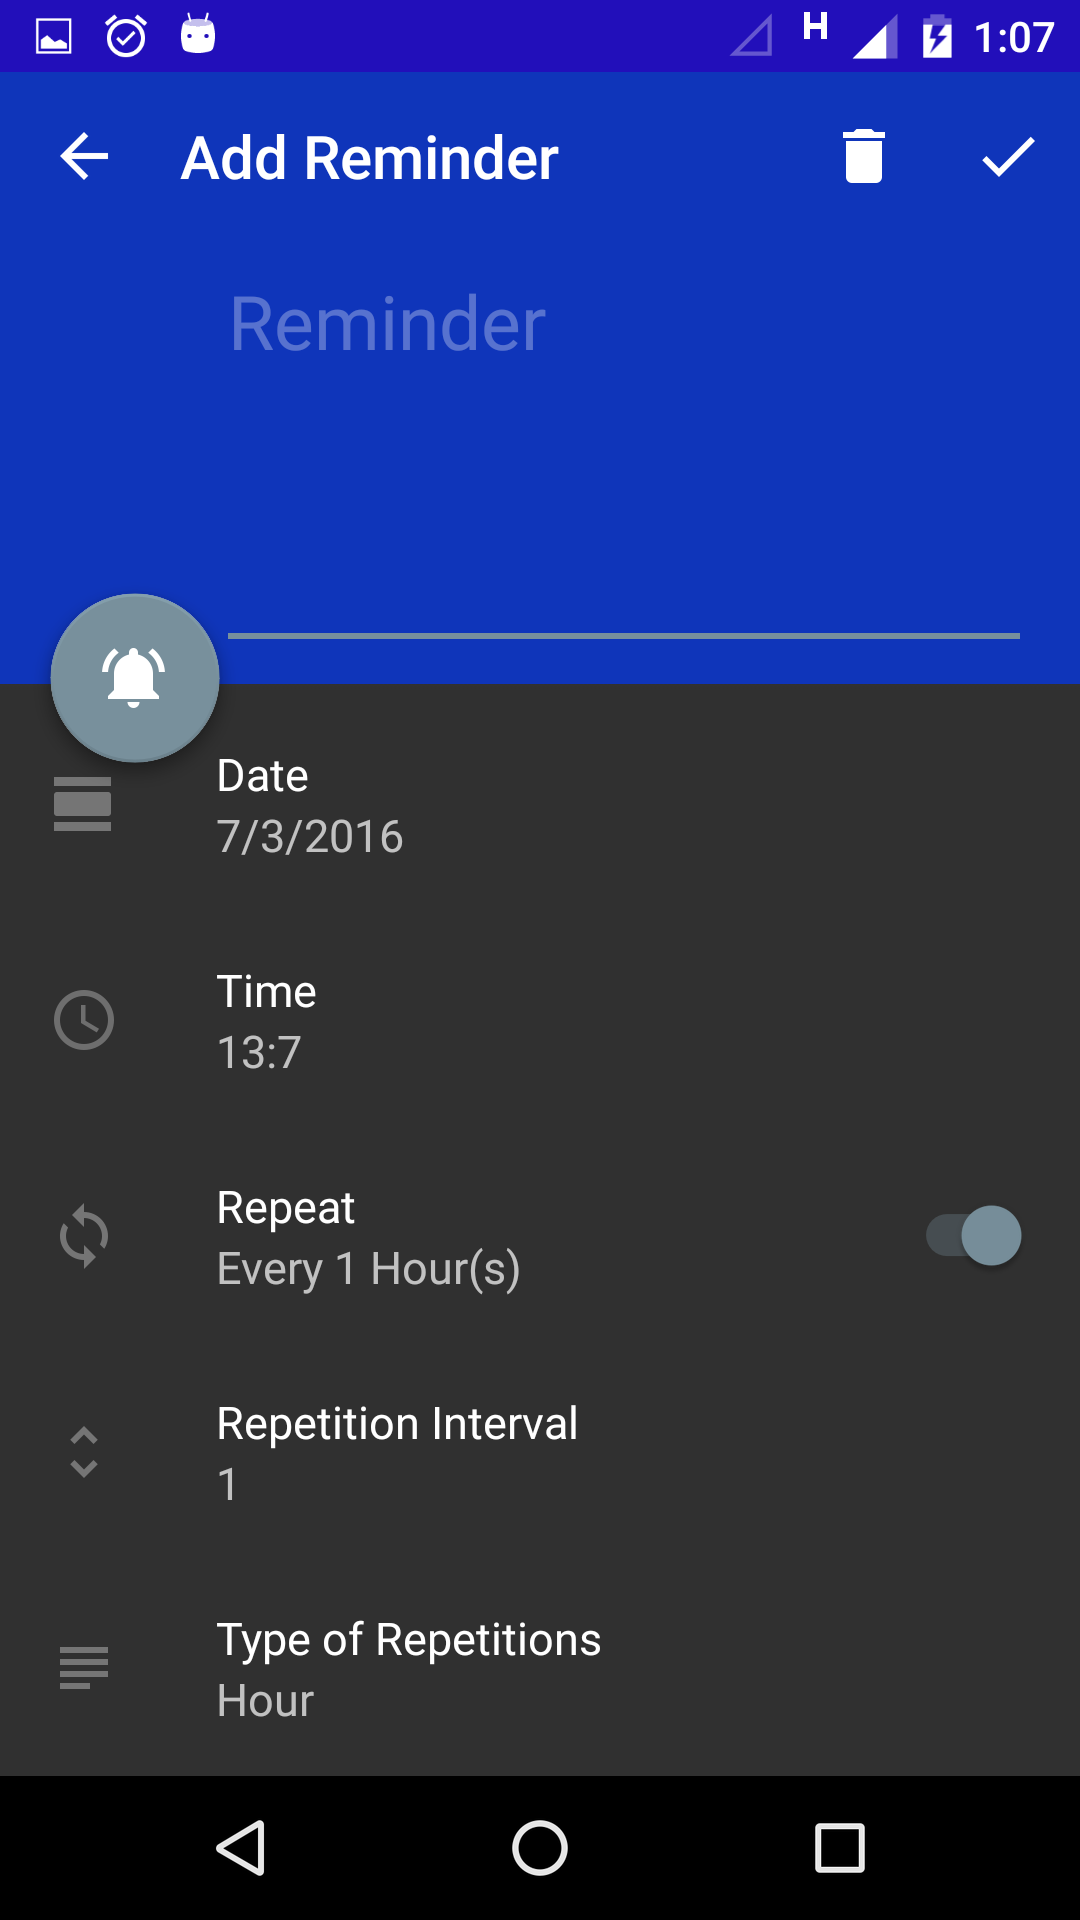 H 1:07
Add Reminder
Reminder
Date
7/3/2016
Time
13:7
Repeat
Every 1 Hour(s)
Repetition Interval
1
Type of Repetitions
Hour